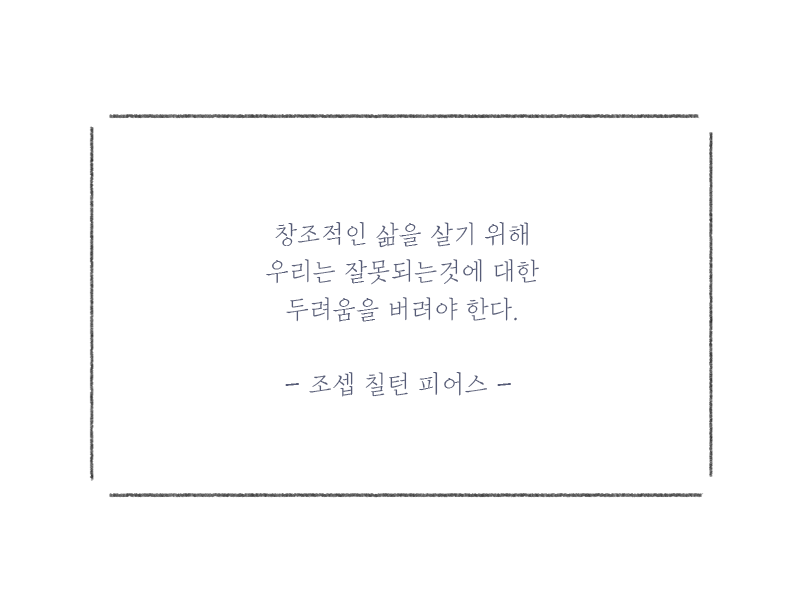 창조적인 삶을 살기 위해
우리는 잘못되는것에 대한
두려움을 버려야 한다.
- 조셉 칠턴 피어스 -